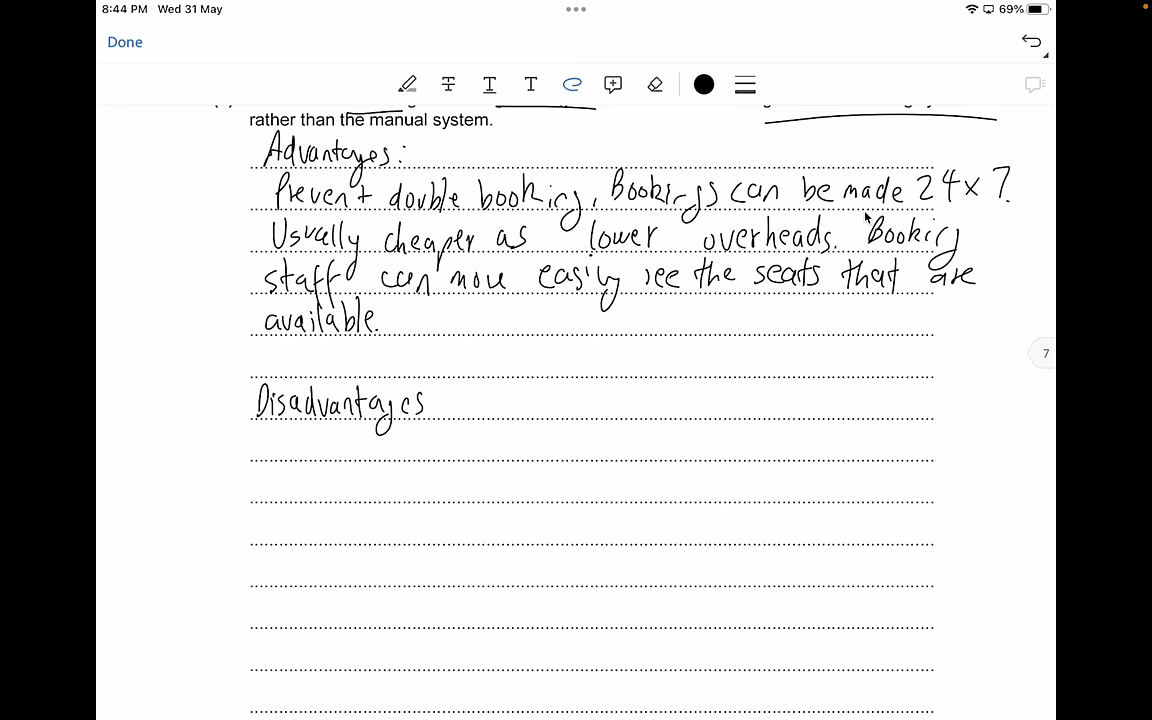 8:44 PM Wed 31 May
69%
Done
T T T
rather than the manual system.
Advantages:
Prevent double booking, Bookings can be made 24x7.
Usually cheaper as lower overheads. Booking
staff can more easily see the seats that are
available.
7
Disadvantages